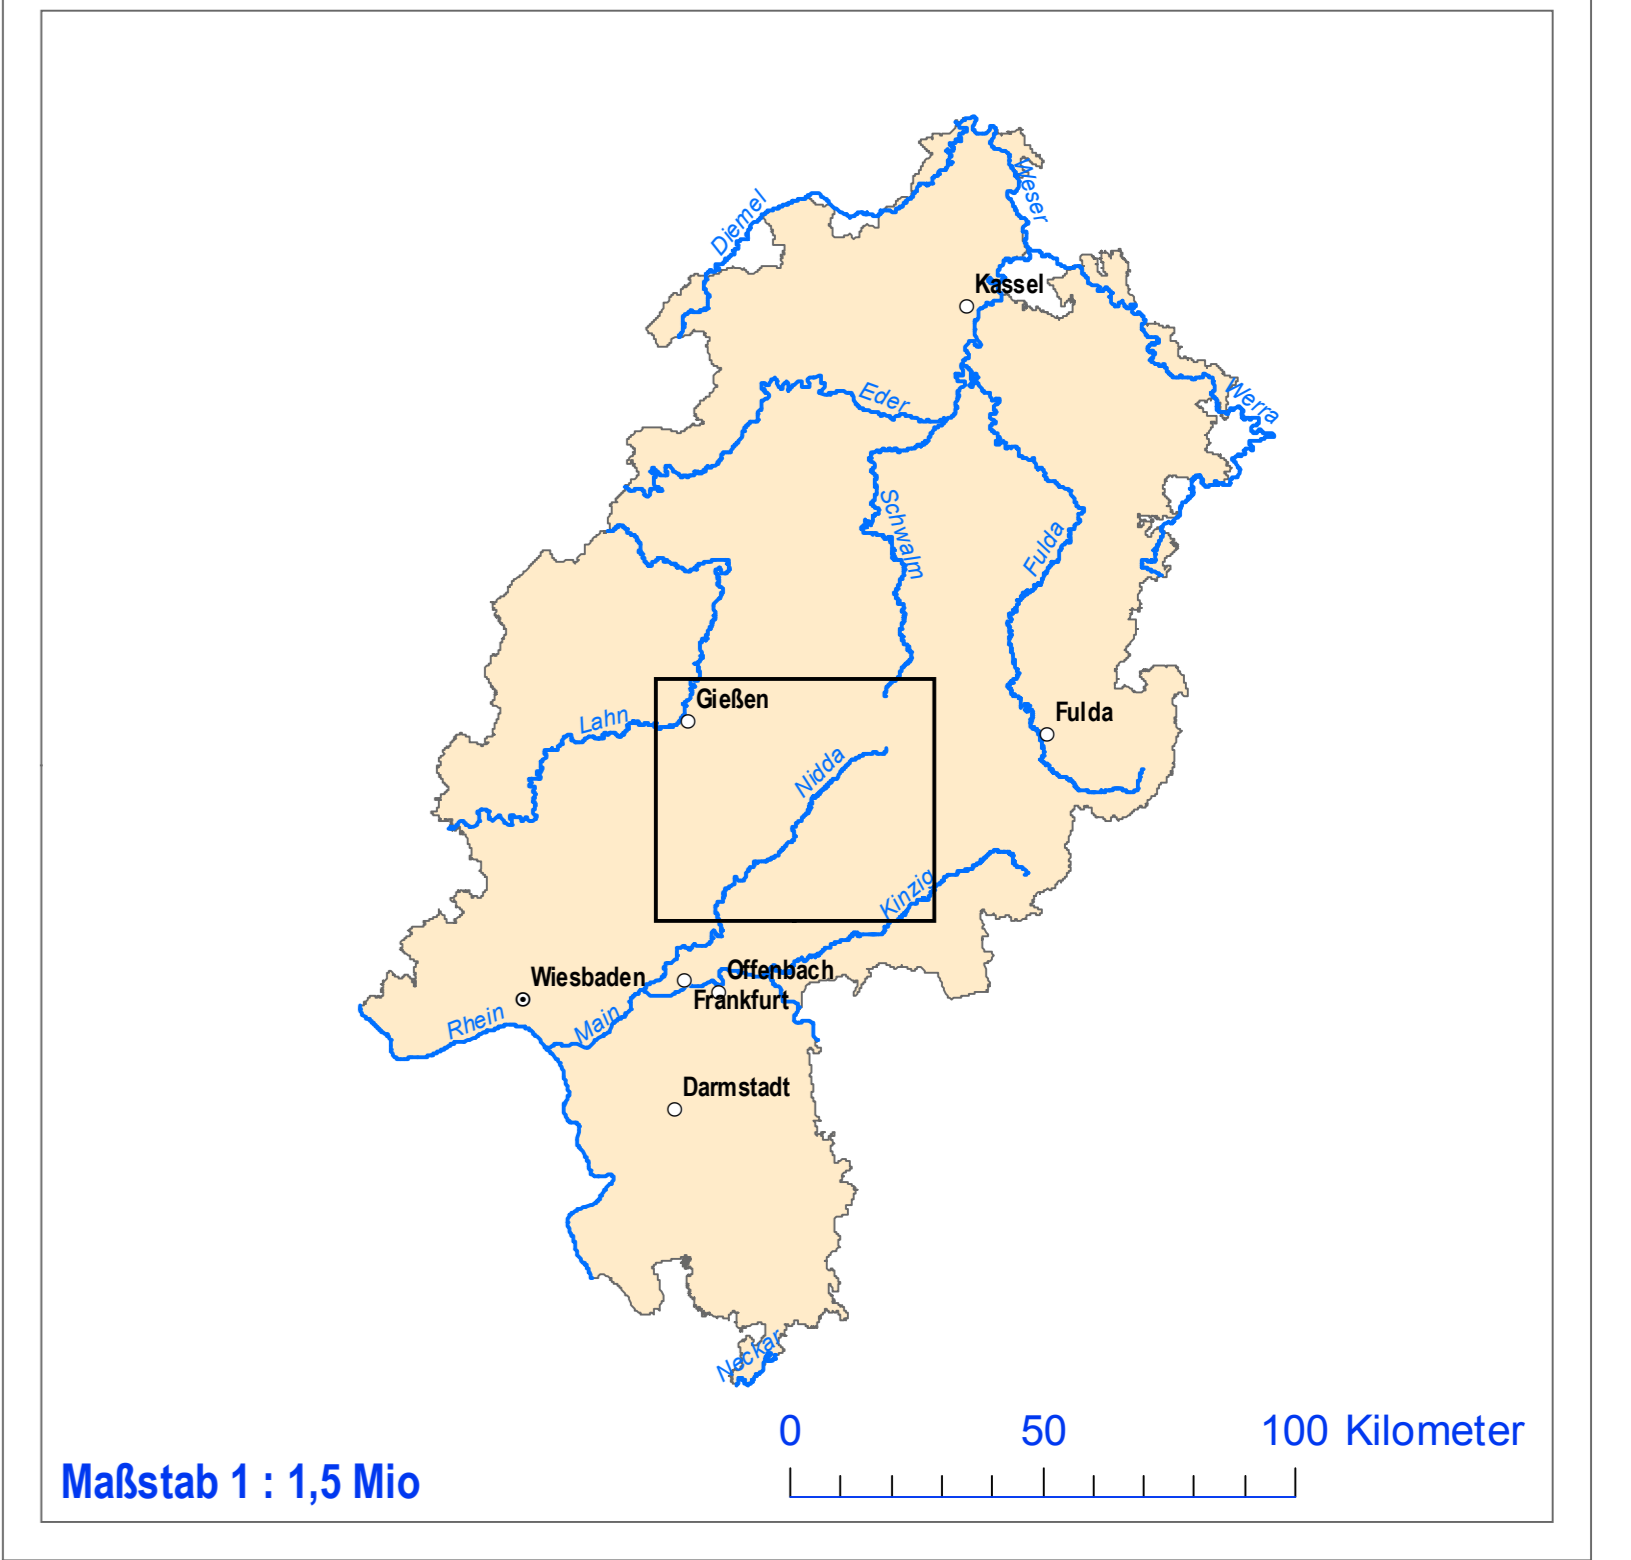 Weser
Diemel
Kassel
Eder
Werra
Schwalm
Fulda
Gießen
Lahn
Fulda
Nidda
Kinzig
Wiesbaden
Offenbach
Frankfurt
Rhein
Main
Darmstadt
Neckar
0 50 100 Kilometer
Maßstab 1 : 1,5 Mio